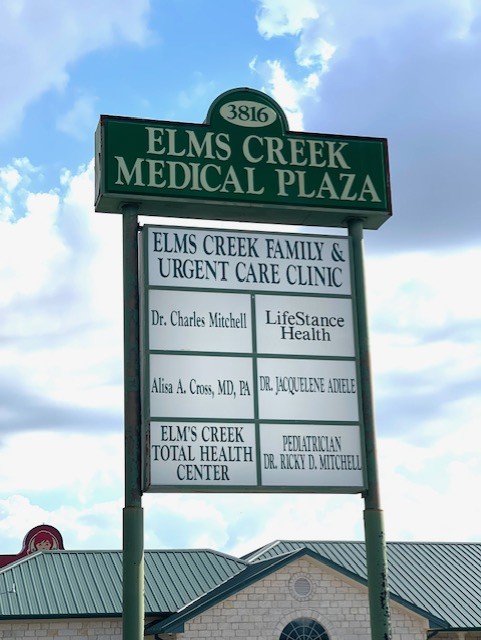 3816
ELMS CREEK
MEDICAL PLAZA
ELMS CREEK FAMILY &
URGENT CARE CLINIC
Dr. Charles Mitchell
LifeStance
Health
Alisa A. Cross, MD, PA
DR. JACQUELENE ADIELE
ELM'S CREEK
TOTAL HEALTH
CENTER
PEDIATRICIAN
DR. RICKY D. MITCHELL